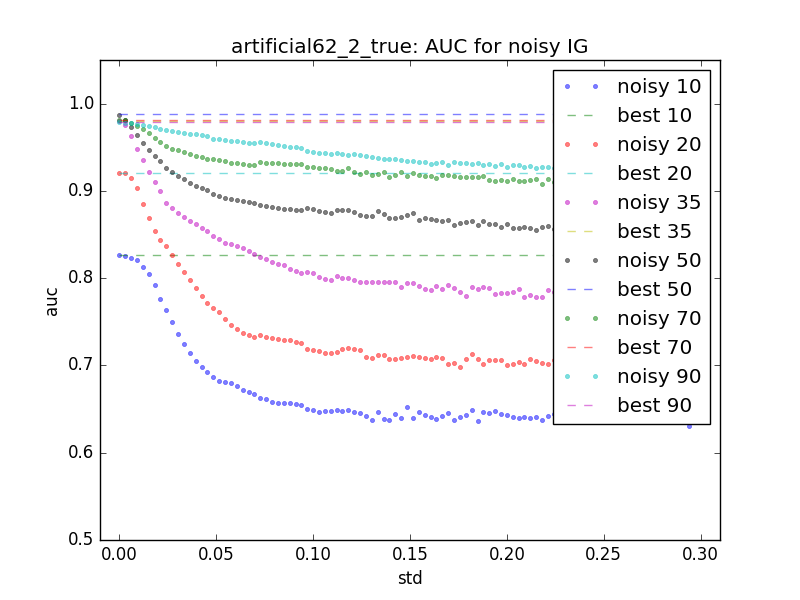 artificial62_2_true: AUC for noisy IG
auc
1.0
0.9
0.8
0.7
0.6
0.5
0.00
0.05
0.10
0.15
0.20
0.25
0.30
std
noisy 10
best 10
noisy 20
best 20
noisy 35
best 35
noisy 50
best 50
noisy 70
best 70
noisy 90
best 90